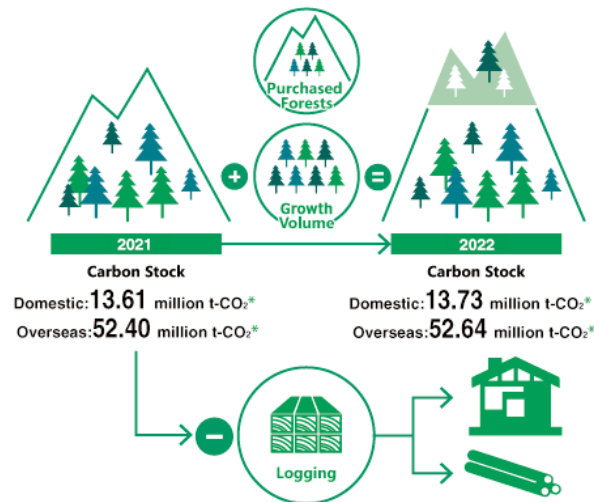 Purchased
Forests
+
Growth
Volume
=
2021
2022
Carbon Stock
Domestic:13.61 million t-CO₂*
Overseas:52.40 million t-CO₂*
Carbon Stock
Domestic:13.73 million t-CO₂*
Overseas:52.64 million t-CO₂*
−
Logging